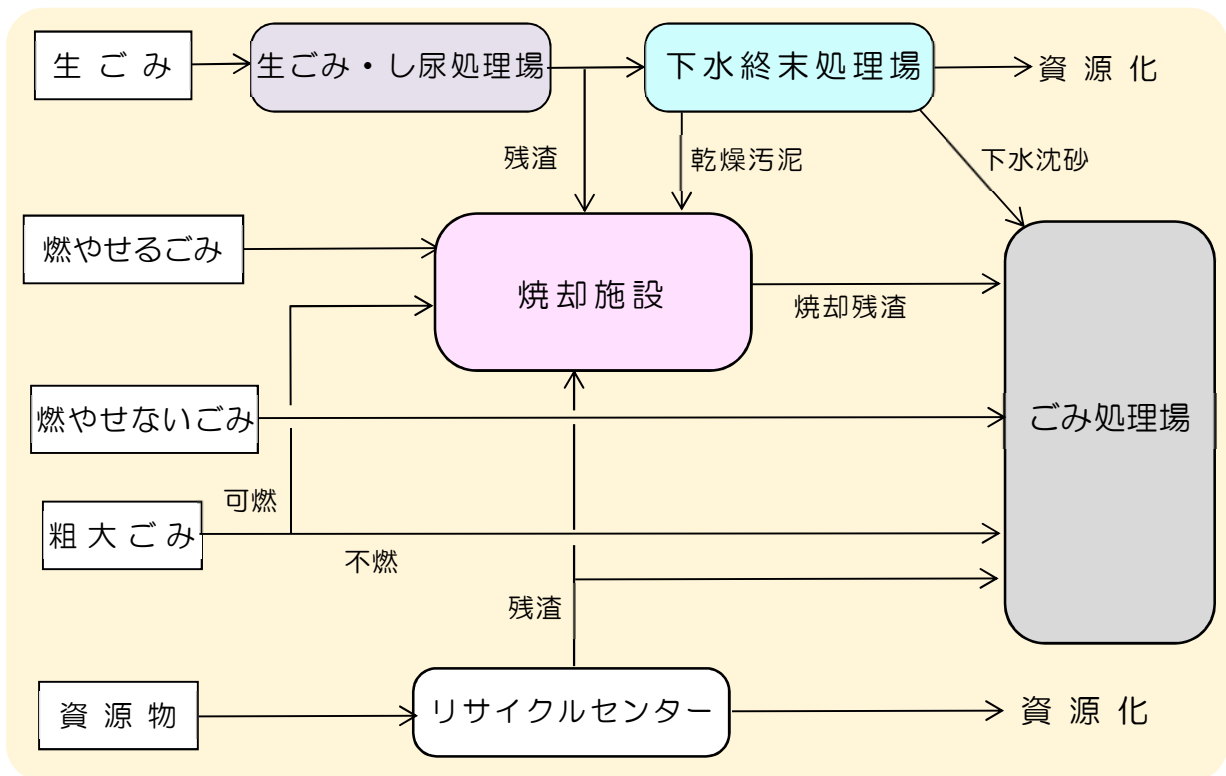 生ごみ
生ごみ・し尿処理場
下水終末処理場
資源化
残渣
乾燥汚泥
下水沈砂
燃やせるごみ
焼却施設
焼却残渣
燃やせないごみ
ごみ処理場
可燃
粗大ごみ
不燃
残渣
資源物
リサイクルセンター
資源化